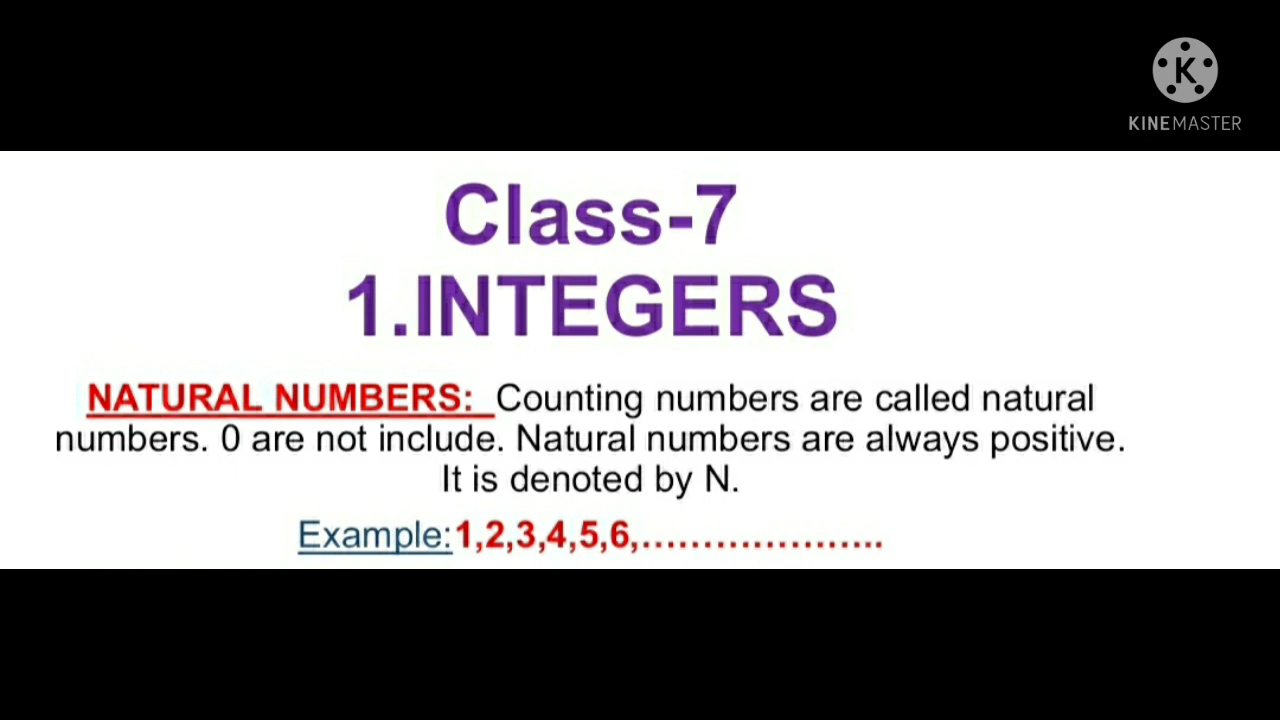 K
KINEMASTER
Class-7
1.INTEGERS
NATURAL NUMBERS: Counting numbers are called natural
numbers. 0 are not include. Natural numbers are always positive.
It is denoted by N.
Example:1,2,3,4,5,6,....................